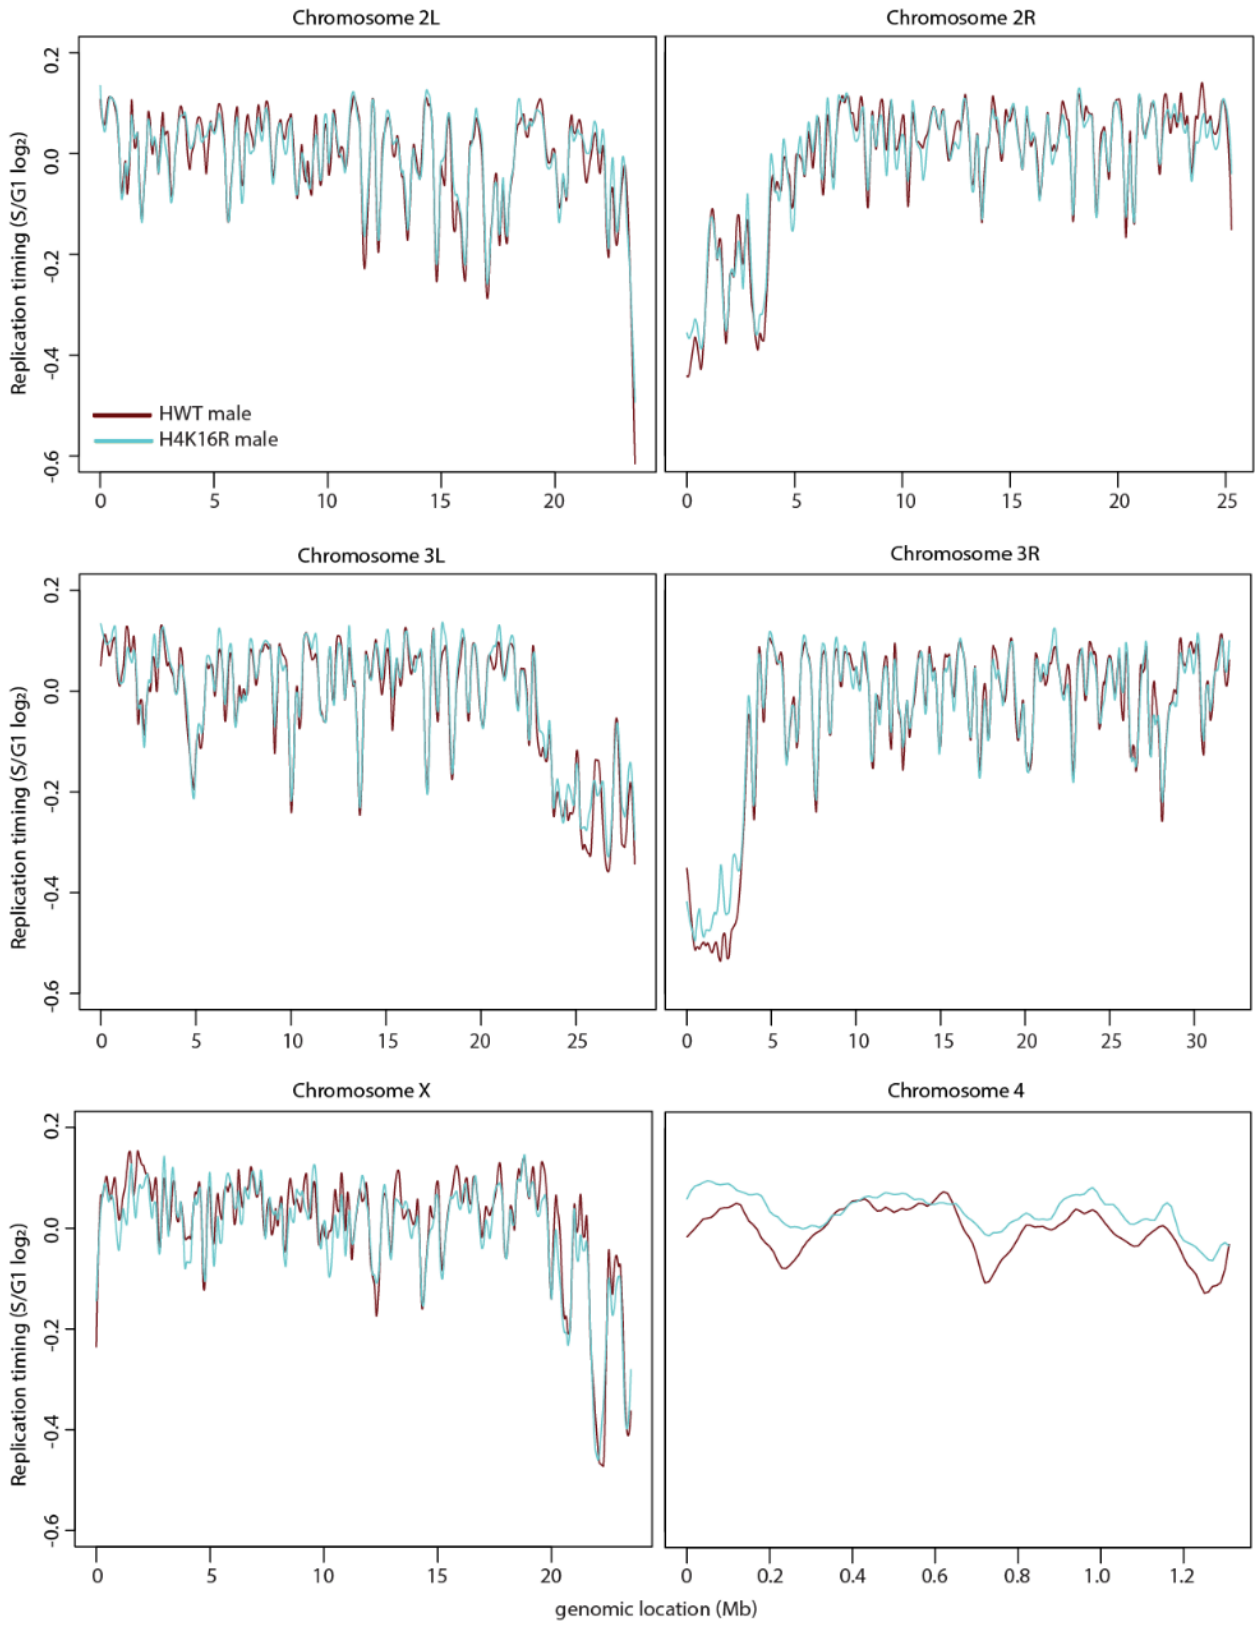 Chromosome 2L
Chromosome 2R
Replication timing (S/G1 log₂)
0.2
0.0
-0.2
-0.4
-0.6
HWT male
H4K16R male
0 5 10 15 20
0 5 10 15 20 25
Chromosome 3L
Chromosome 3R
Replication timing (S/G1 log₂)
0.2
0.0
-0.2
-0.4
-0.6
0 5 10 15 20 25
0 5 10 15 20 25 30
Chromosome X
Chromosome 4
Replication timing (S/G1 log₂)
0.2
0.0
-0.2
-0.4
-0.6
0 5 10 15 20
0 0.2 0.4 0.6 0.8 1.0 1.2
genomic location (Mb)